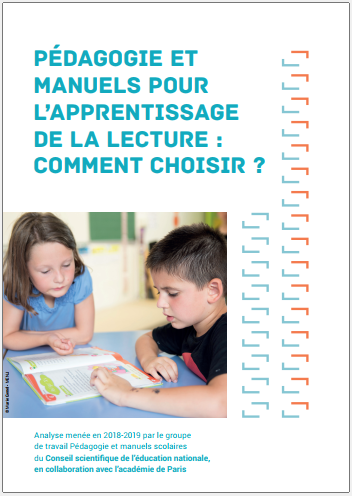 PÉDAGOGIE ET
MANUELS POUR
L'APPRENTISSAGE
DE LA LECTURE :
COMMENT CHOISIR ?
Analyse menée en 2018-2019 par le groupe
de travail Pédagogie et manuels scolaires
du Conseil scientifique de l'éducation nationale,
en collaboration avec l'académie de Paris